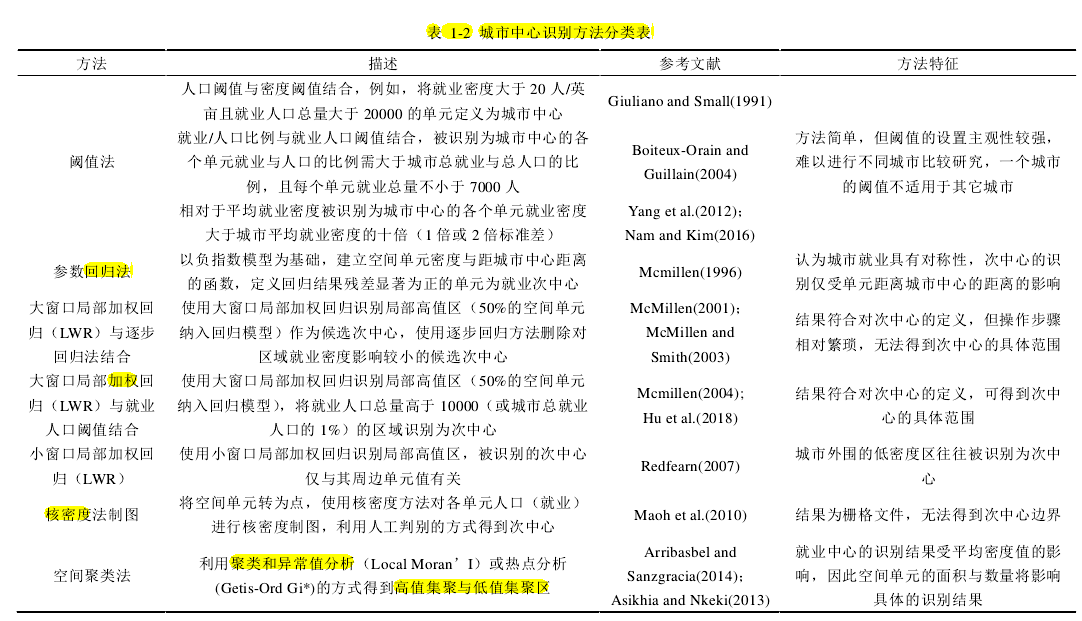 表 1-2 城市中心识别方法分类表
方法 描述 参考文献 方法特征
阈值法
人口阈值与密度阈值结合，例如，将就业密度大于 20 人/英
亩且就业人口总量大于 20000 的单元定义为城市中心
Giuliano and Small(1991)
就业/人口比例与就业人口阈值结合，被识别为城市中心的各
个单元就业与人口的比例需大于城市总就业与总人口的比
例，且每个单元就业总量不小于 7000 人
Boiteux-Orain and
Guillain(2004)
相对于平均就业密度被识别为城市中心的各个单元就业密度
大于城市平均就业密度的十倍（1 倍或 2 倍标准差）
Yang et al.(2012)；
Nam and Kim(2016)
方法简单，但阈值的设置主观性较强，
难以进行不同城市比较研究，一个城市
的阈值不适用于其它城市
参数回归法
以负指数模型为基础，建立空间单元密度与距城市中心距离
的函数，定义回归结果残差显著为正的单元为就业次中心
Mcmillen(1996)
认为城市就业具有对称性，次中心的识
别仅受单元距离城市中心的距离的影响
大窗口局部加权回
归（LWR）与逐步
回归法结合
使用大窗口局部加权回归识别局部高值区（50%的空间单元
纳入回归模型）作为候选次中心，使用逐步回归方法删除对
区域就业密度影响较小的候选次中心
McMillen(2001)；
McMillen and
Smith(2003)
结果符合对次中心的定义，但操作步骤
相对繁琐，无法得到次中心的具体范围
大窗口局部加权回
归（LWR）与就业
人口阈值结合
使用大窗口局部加权回归识别局部高值区（50%的空间单元
纳入回归模型），将就业人口总量高于 10000（或城市总就业
人口的 1%）的区域识别为次中心
Mcmillen(2004)；
Hu et al.(2018)
结果符合对次中心的定义，可得到次中
心的具体范围
小窗口局部加权回
归（LWR）
使用小窗口局部加权回归识别局部高值区，被识别的次中心
仅与其周边单元值有关
Redfearn(2007)
城市外围的低密度区往往被识别为次中
心
核密度法制图
将空间单元转为点，使用核密度方法对各单元人口（就业）
进行核密度制图，利用人工判别的方式得到次中心
Maoh et al.(2010)
结果为栅格文件，无法得到次中心边界
空间聚类法
利用聚类和异常值分析（Local Moran’I）或热点分析
(Getis-Ord Gi*)的方式得到高值集聚与低值集聚区
Arribasbel and
Sanzgracia(2014)；
Asikhia and Nkeki(2013)
就业中心的识别结果受平均密度值的影
响，因此空间单元的面积与数量将影响
具体的识别结果